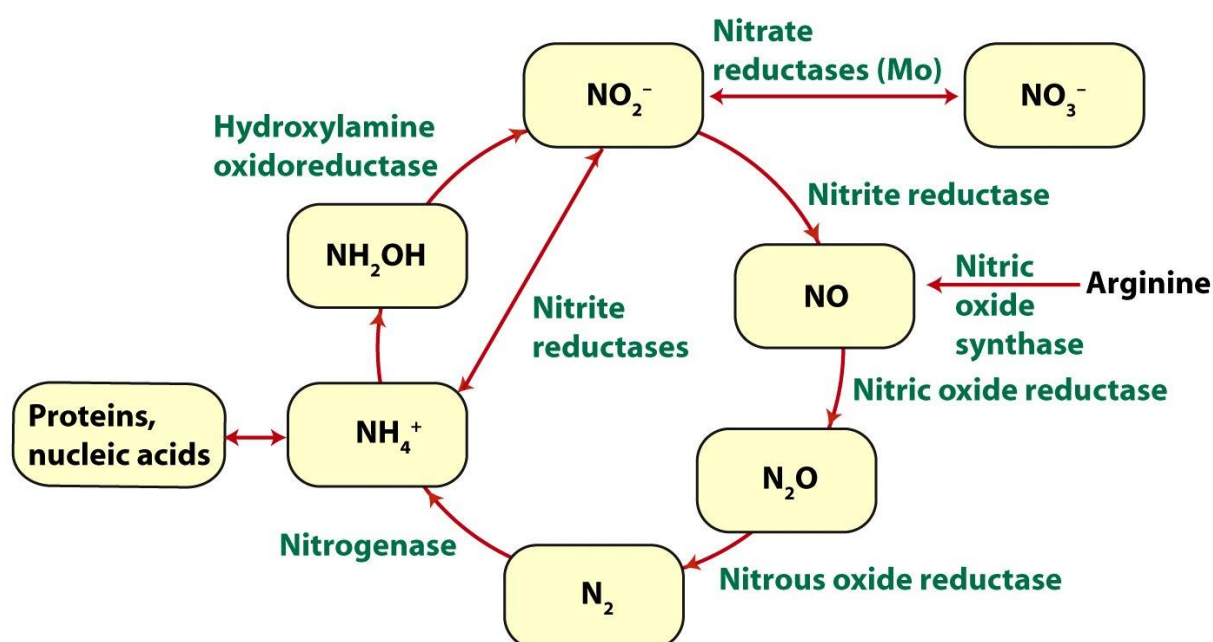 Nitrate
reductases (Mo)
NO₂⁻
NO₃⁻
Hydroxylamine
oxidoreductase
Nitrite reductase
NH₂OH
NO
Nitric
oxide
synthase
Arginine
Nitrite
reductases
Nitric oxide reductase
Proteins,
nucleic acids
NH₄⁺
N₂O
Nitrogenase
N₂
Nitrous oxide reductase